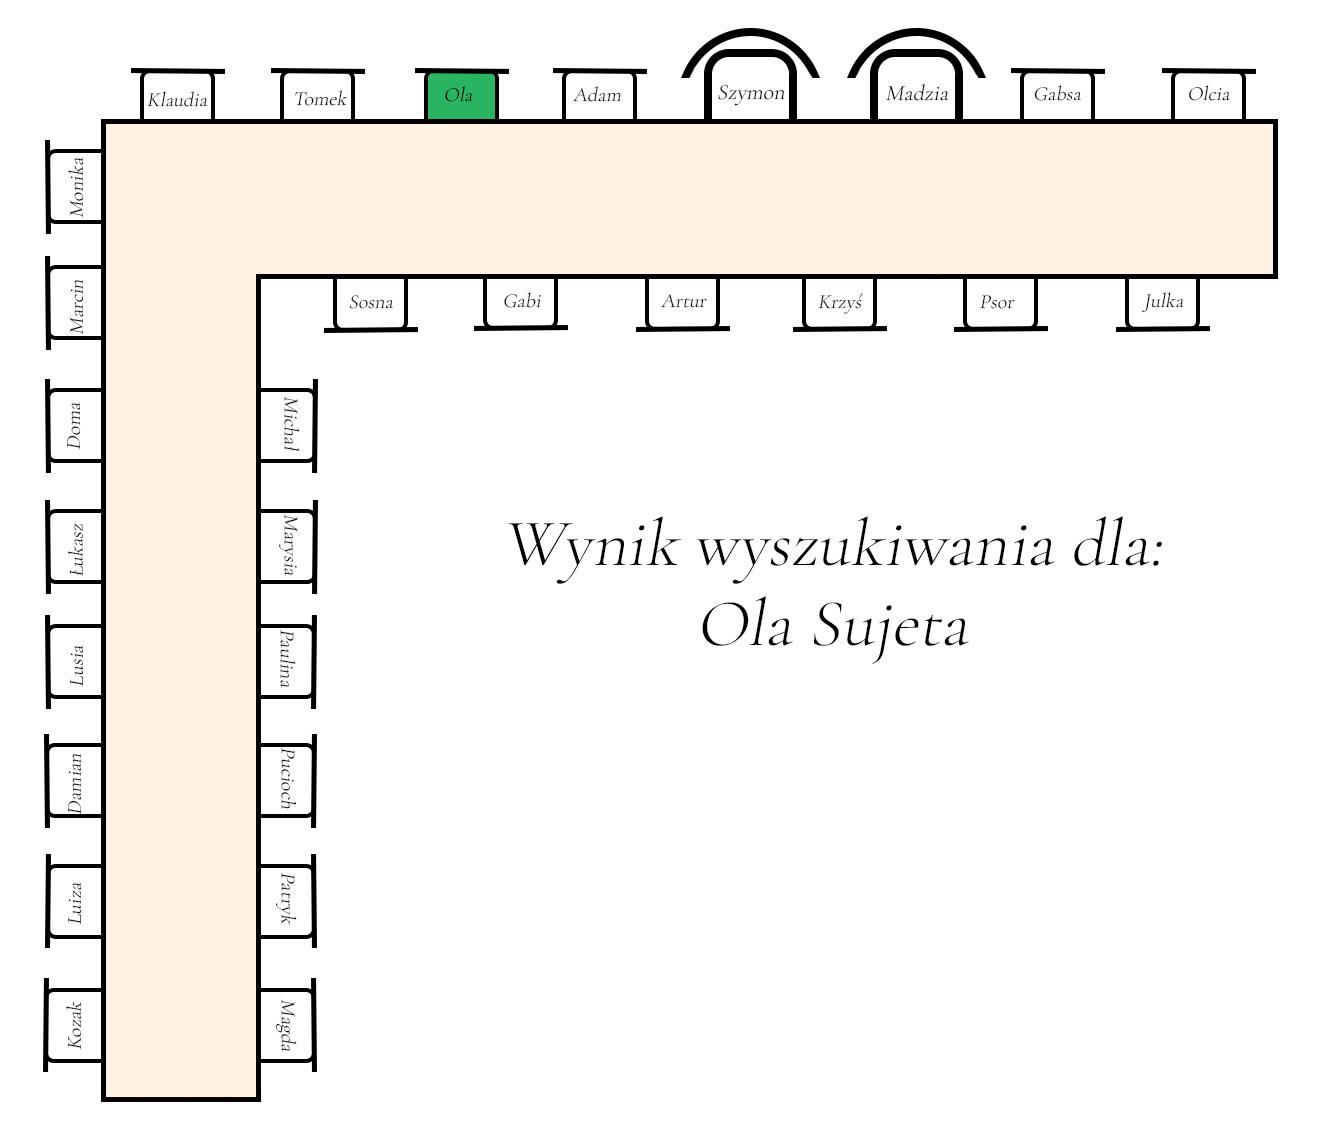 Klaudia
Tomek
Ola
Adam
Szymon
Madzia
Gabsa
Olcia
Monika
Marcin
Doma
Łukasz
Lusia
Damian
Luiza
Kozak
Sosna
Gabi
Artur
Krzyś
Psor
Julka
Michał
Marysia
Paulina
Pucioch
Patryk
Magda
Wynik wyszukiwania dla:
Ola Sujeta